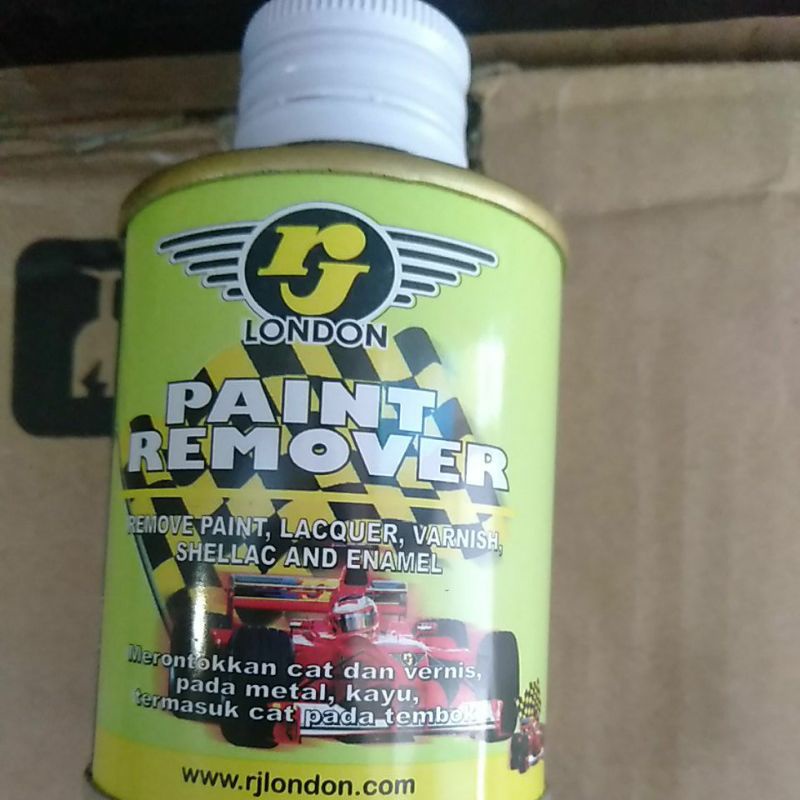 rj
LONDON
PAINT
REMOVER
REMOVE PAINT, LACQUER, VARNISH,
SHELLAC AND ENAMEL
Merontokkan cat dan vernis,
pada metal, kayu,
termasuk cat pada tembok
www.rjlondon.com